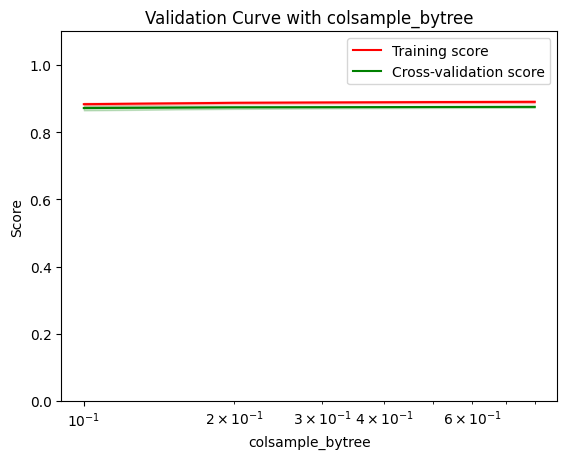 Validation Curve with colsample_bytree
Training score
Cross-validation score
Score
1.0
0.8
0.6
0.4
0.2
0.0
10⁻¹
2 × 10⁻¹
3 × 10⁻¹
4 × 10⁻¹
6 × 10⁻¹
colsample_bytree